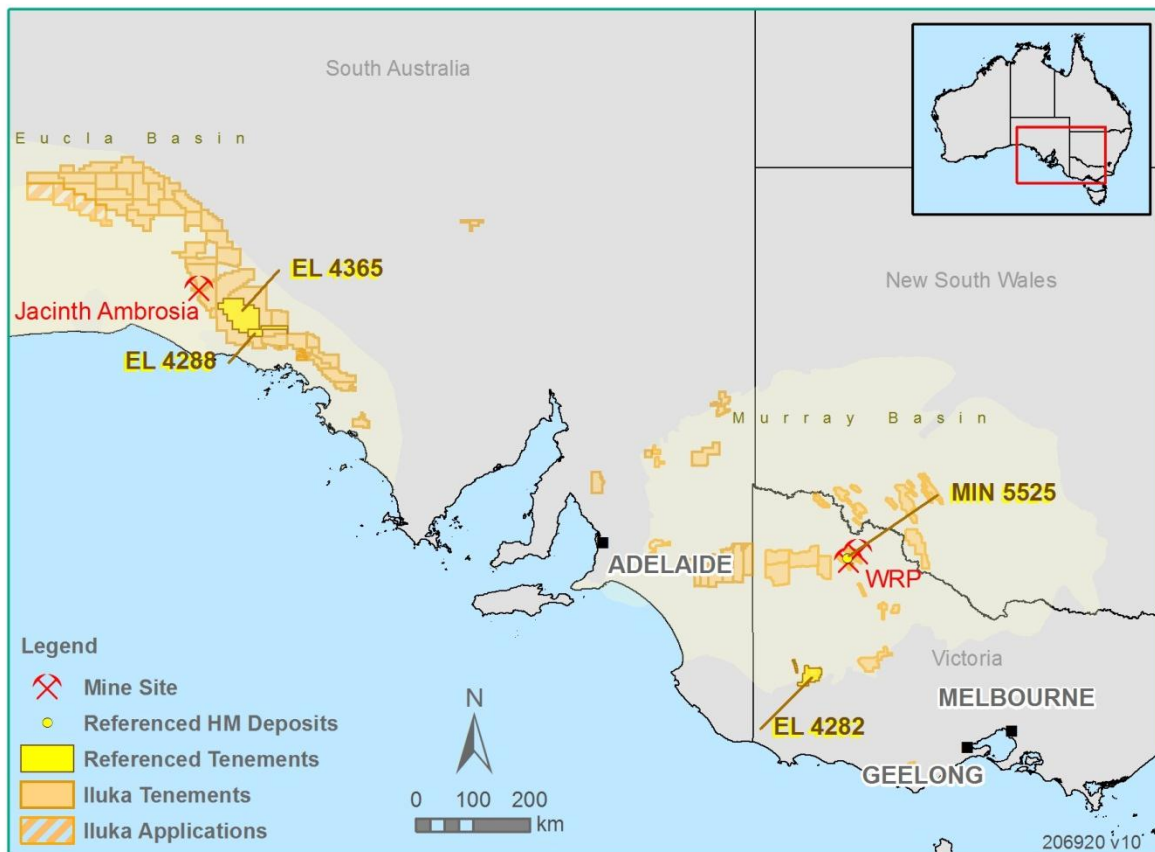 South Australia
Eucla Basin
EL 4365
Jacinth Ambrosia
EL 4288
New South Wales
Murray Basin
MIN 5525
ADELAIDE
WRP
Victoria
MELBOURNE
EL 4282
GEELONG
Legend
Mine Site
Referenced HM Deposits
Referenced Tenements
Iluka Tenements
Iluka Applications
N
0 100 200
km
206920 v10